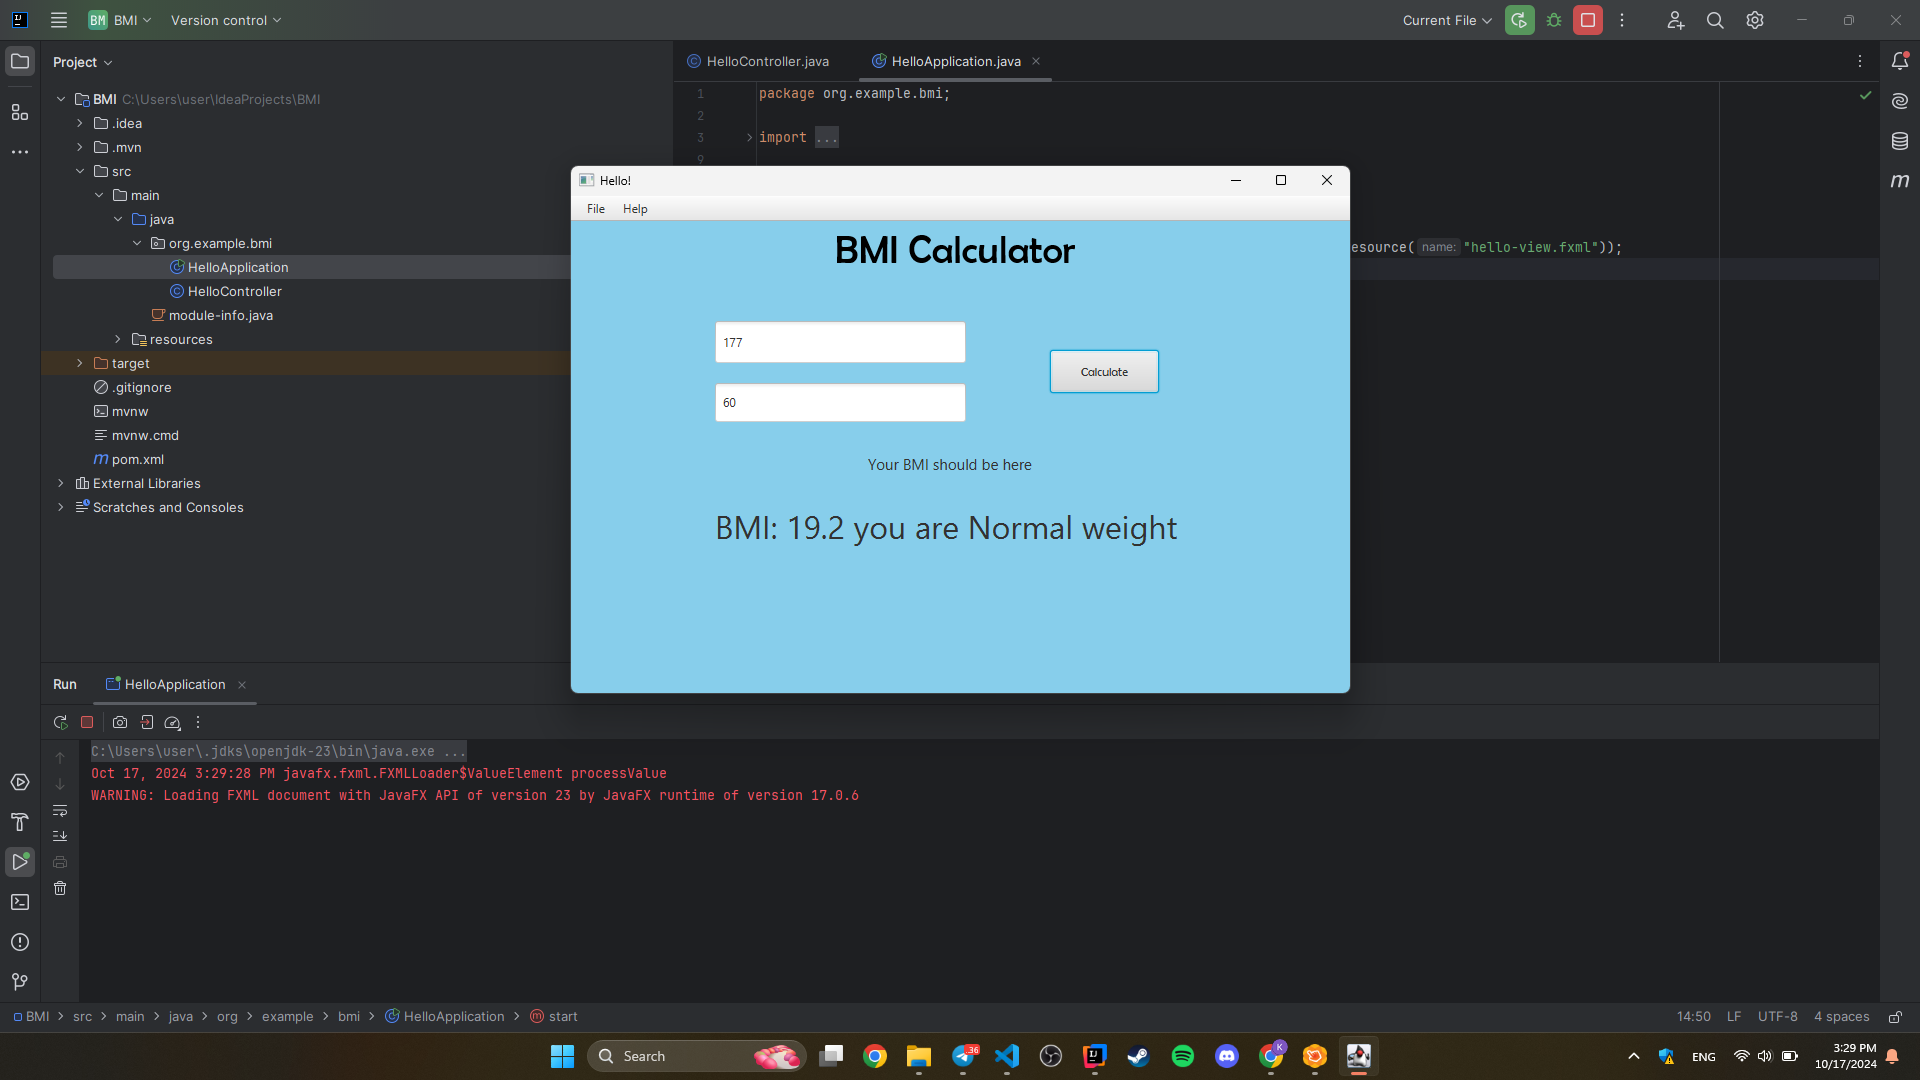 BM BMI Version control Current File
Project HelloController.java HelloApplication.java
BMI C:\Users\user\IdeaProjects\BMI
.idea
.mvn
src
main
java
org.example.bmi
HelloApplication
HelloController
module-info.java
resources
target
.gitignore
mvnw
mvnw.cmd
m pom.xml
External Libraries
Scratches and Consoles
1 package org.example.bmi;
2
3 import ...
9
esource( name: "hello-view.fxml"));
m
Hello!
File Help
BMI Calculator
177
Calculate
60
Your BMI should be here
BMI: 19.2 you are Normal weight
Run HelloApplication
C:\Users\user\.jdks\openjdk-23\bin\java.exe ...
Oct 17, 2024 3:29:28 PM javafx.fxml.FXMLLoader$ValueElement processValue
WARNING: Loading FXML document with JavaFX API of version 23 by JavaFX runtime of version 17.0.6
BMI > src > main > java > org > example > bmi > HelloApplication > m start 14:50 LF UTF-8 4 spaces
Search 36 IJ K ENG 3:29 PM
10/17/2024